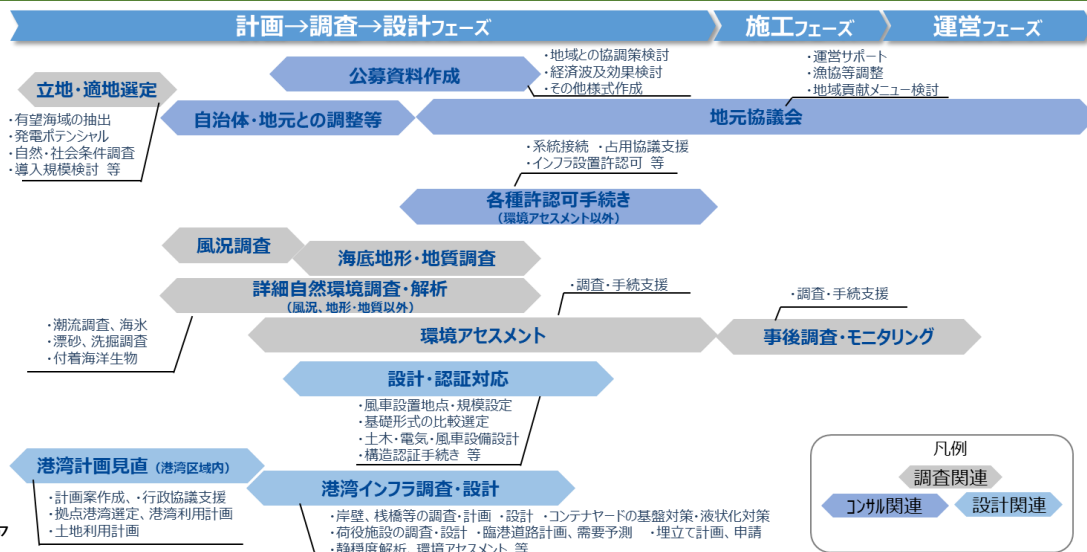 計画→調査→設計フェーズ
施工フェーズ
運営フェーズ
立地・適地選定
・有望海域の抽出
・発電ポテンシャル
・自然・社会条件調査
・導入規模検討 等
公募資料作成
・地域との協調策検討
・経済波及効果検討
・その他様式作成
・運営サポート
・漁協等調整
・地域貢献メニュー検討
自治体・地元との調整等
地元協議会
・系統接続 ・占用協議支援
・インフラ設置許認可 等
各種許認可手続き
(環境アセスメント以外)
風況調査
海底地形・地質調査
詳細自然環境調査・解析
(風況、地形・地質以外)
・潮流調査、海氷
・漂砂、洗掘調査
・付着海洋生物
・調査・手続支援
環境アセスメント
・調査・手続支援
事後調査・モニタリング
設計・認証対応
・風車設置地点・規模設定
・基礎形式の比較選定
・土木・電気・風車設備設計
・構造認証手続き 等
港湾計画見直 (港湾区域内)
・計画案作成、・行政協議支援
・拠点港湾選定、港湾利用計画
・土地利用計画
港湾インフラ調査・設計
・岸壁、桟橋等の調査・計画 ・設計 ・コンテナヤードの基盤対策・液状化対策
・荷役施設の調査・設計 ・臨港道路計画、需要予測 ・埋立て計画、申請
・静穏度解析、環境アセスメント 等
凡例
調査関連
コンサル関連
設計関連
7